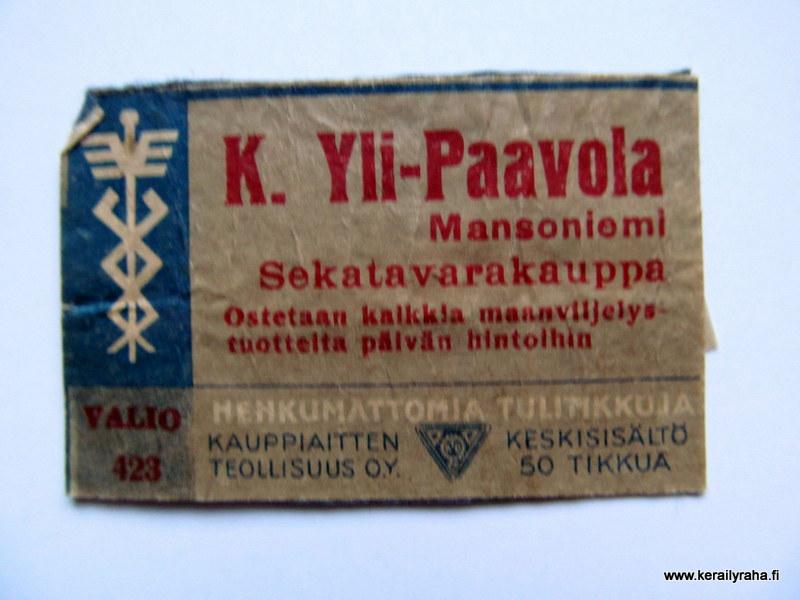 K. Yli-Paavola
Mansoniemi
Sekatavarakauppa
Ostetaan kaikkia maanviljelys-
tuotteita päivän hintoihin
VALIO
423
HEHKUMATTOMIA TULITIKKUJA
KAUPPIAITTEN
TEOLLISUUS O.Y.
KESKISISÄLTÖ
50 TIKKUA
www.kerailyraha.fi